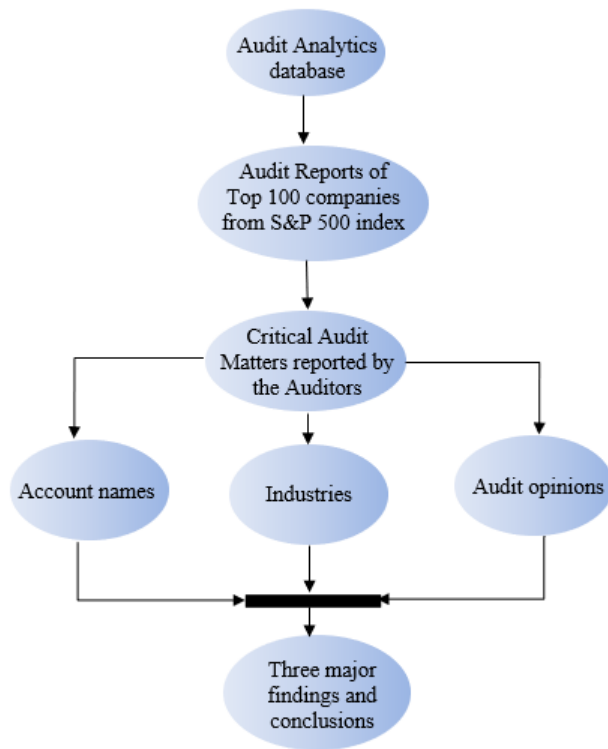 Audit Analytics
database
Audit Reports of
Top 100 companies
from S&P 500 index
Critical Audit
Matters reported by
the Auditors
Account names
Industries
Audit opinions
Three major
findings and
conclusions